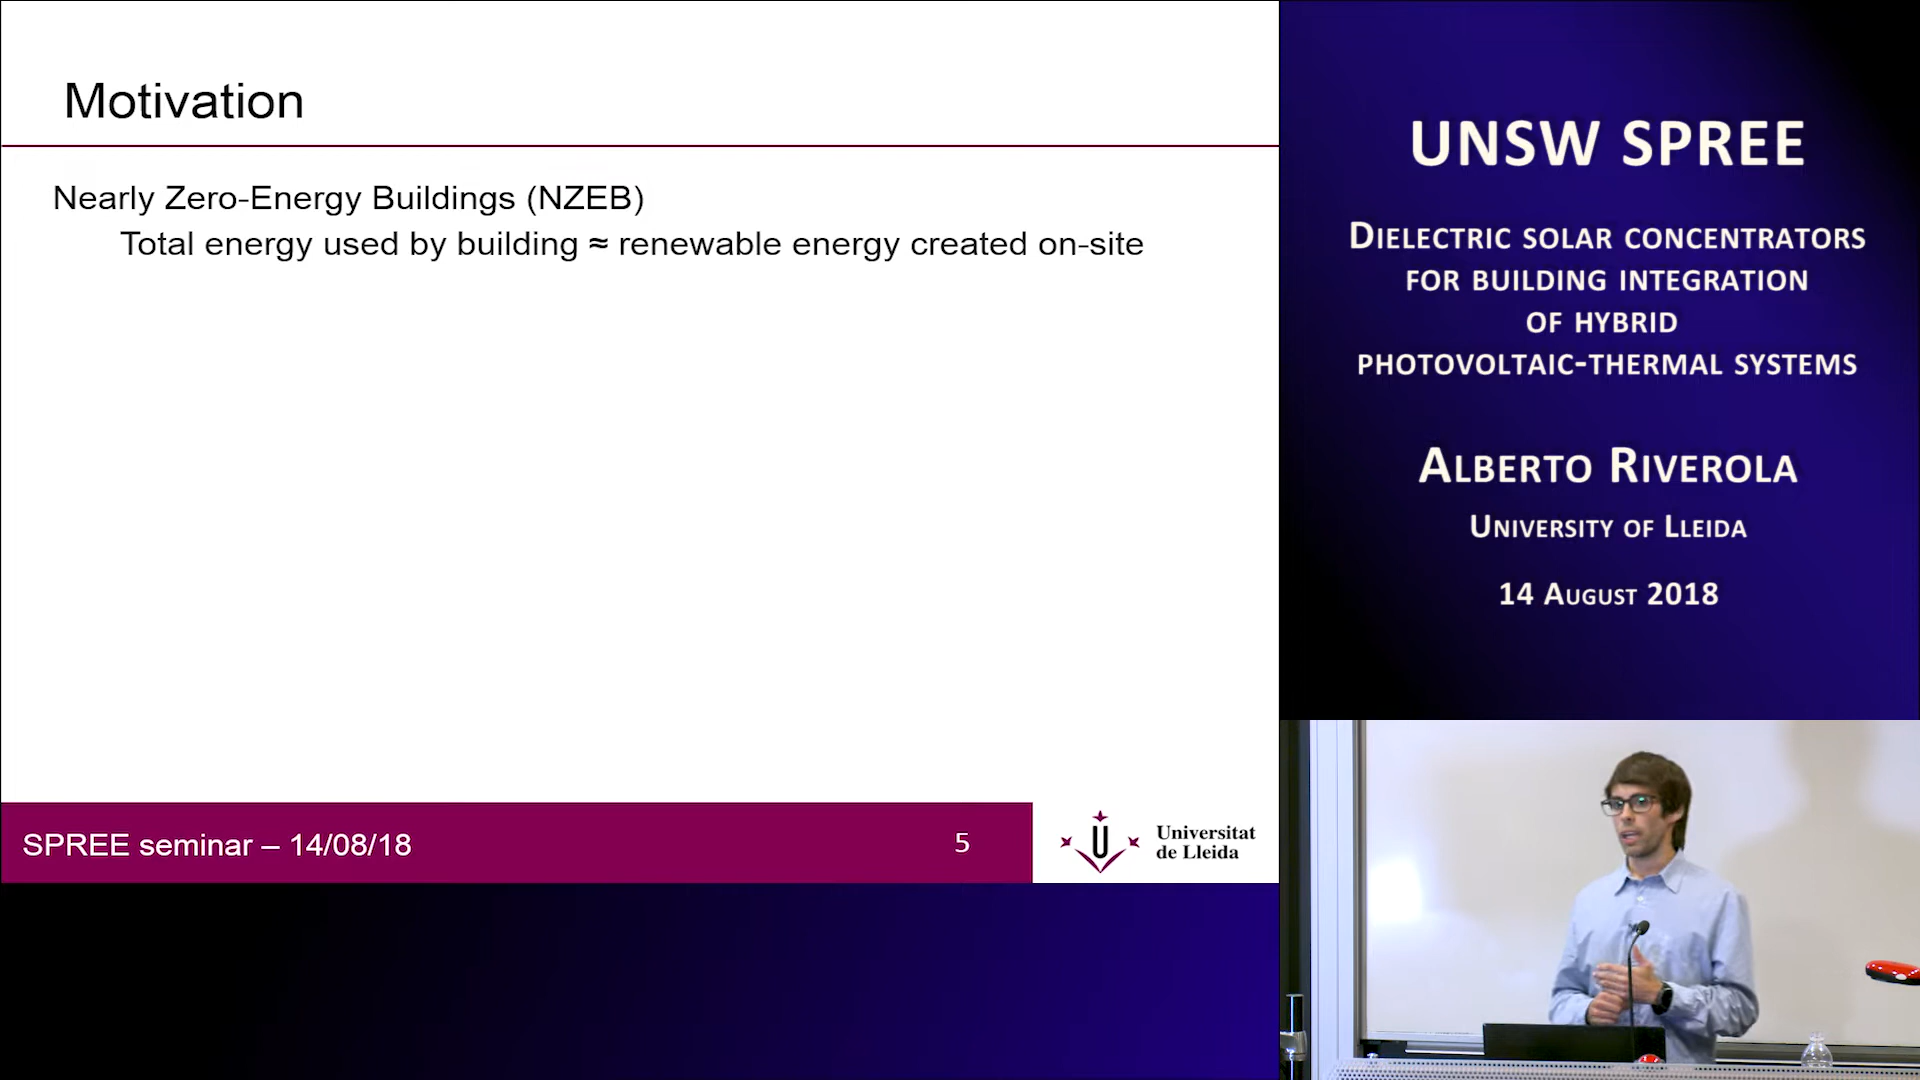 Motivation
Nearly Zero-Energy Buildings (NZEB)
Total energy used by building ≈ renewable energy created on-site
SPREE seminar – 14/08/18
5
Universitat
de Lleida
UNSW SPREE
DIELECTRIC SOLAR CONCENTRATORS
FOR BUILDING INTEGRATION
OF HYBRID
PHOTOVOLTAIC-THERMAL SYSTEMS
ALBERTO RIVEROLA
UNIVERSITY OF LLEIDA
14 AUGUST 2018